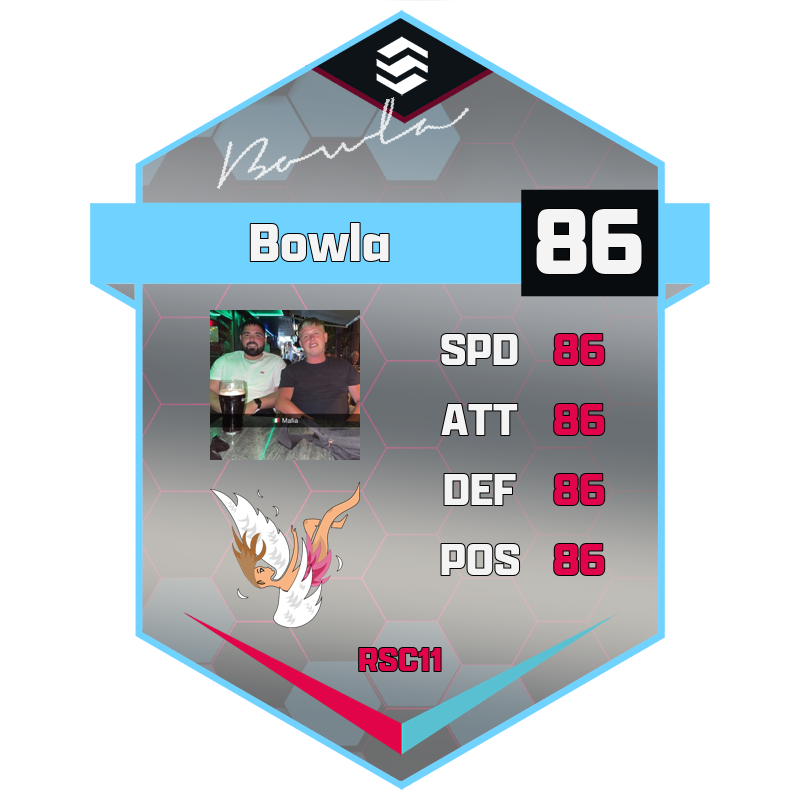 Bowla
Bowla
86
SPD 86
🇮🇹 Mafia
ATT 86
DEF 86
POS 86
RSC11